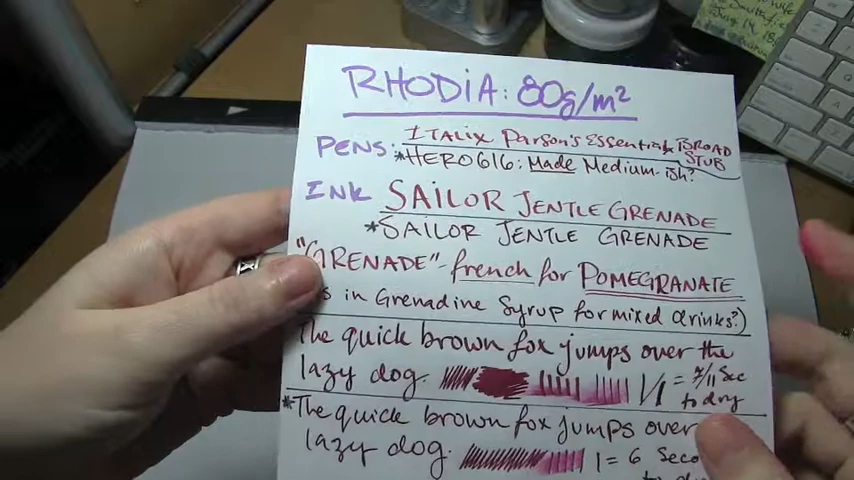 RHODIA: 80g/m²
PENS: ITALIX PARSON'S ESSENTIAL BROAD STUB
*HERO 616: Made Medium.ish?
INK SAILOR JENTLE GRENADE
*SAILOR JENTLE GRENADE
"GRENADE" - french for POMEGRANATE
s in Grenadine Syrup for mixed drinks?)
The quick brown fox jumps over the
lazy dog. = 7/11 Sec to dry
*The quick brown fox jumps over
lazy dog. 1 = 6 Sec